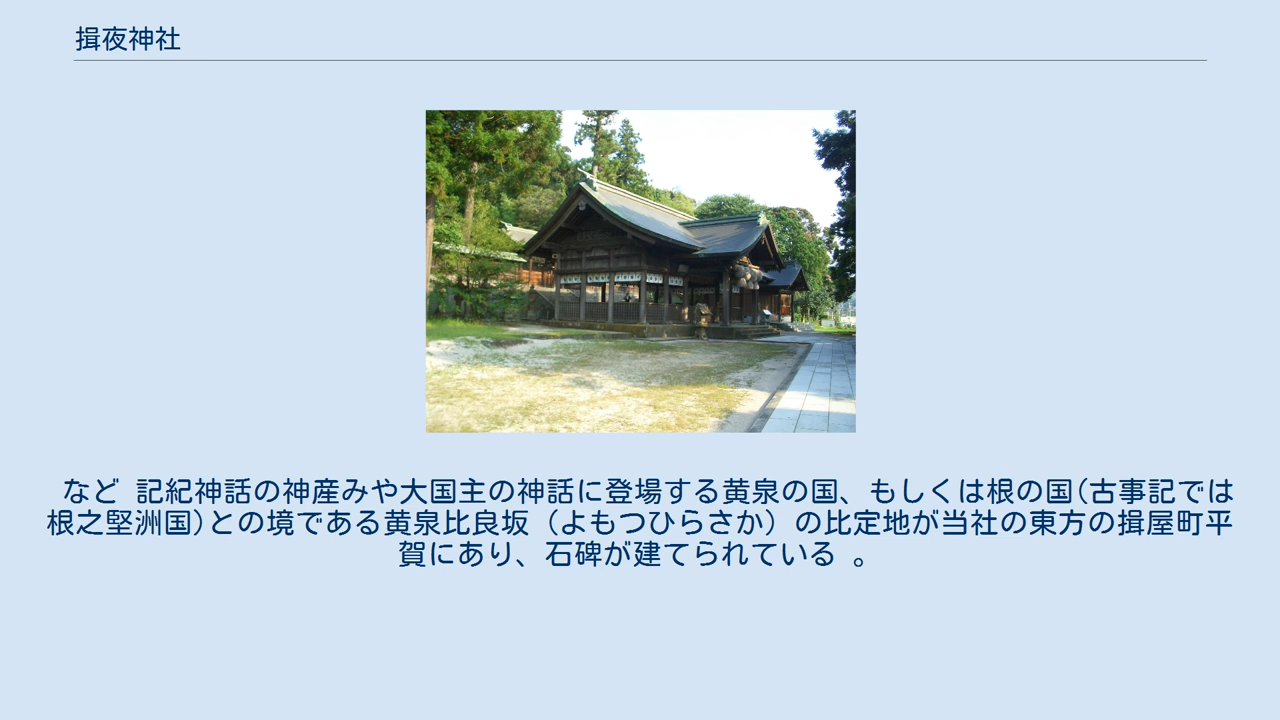 揖夜神社
など 記紀神話の神産みや大国主の神話に登場する黄泉の国、もしくは根の国(古事記では
根之堅洲国)との境である黄泉比良坂（よもつひらさか）の比定地が当社の東方の揖屋町平
賀にあり、石碑が建てられている 。